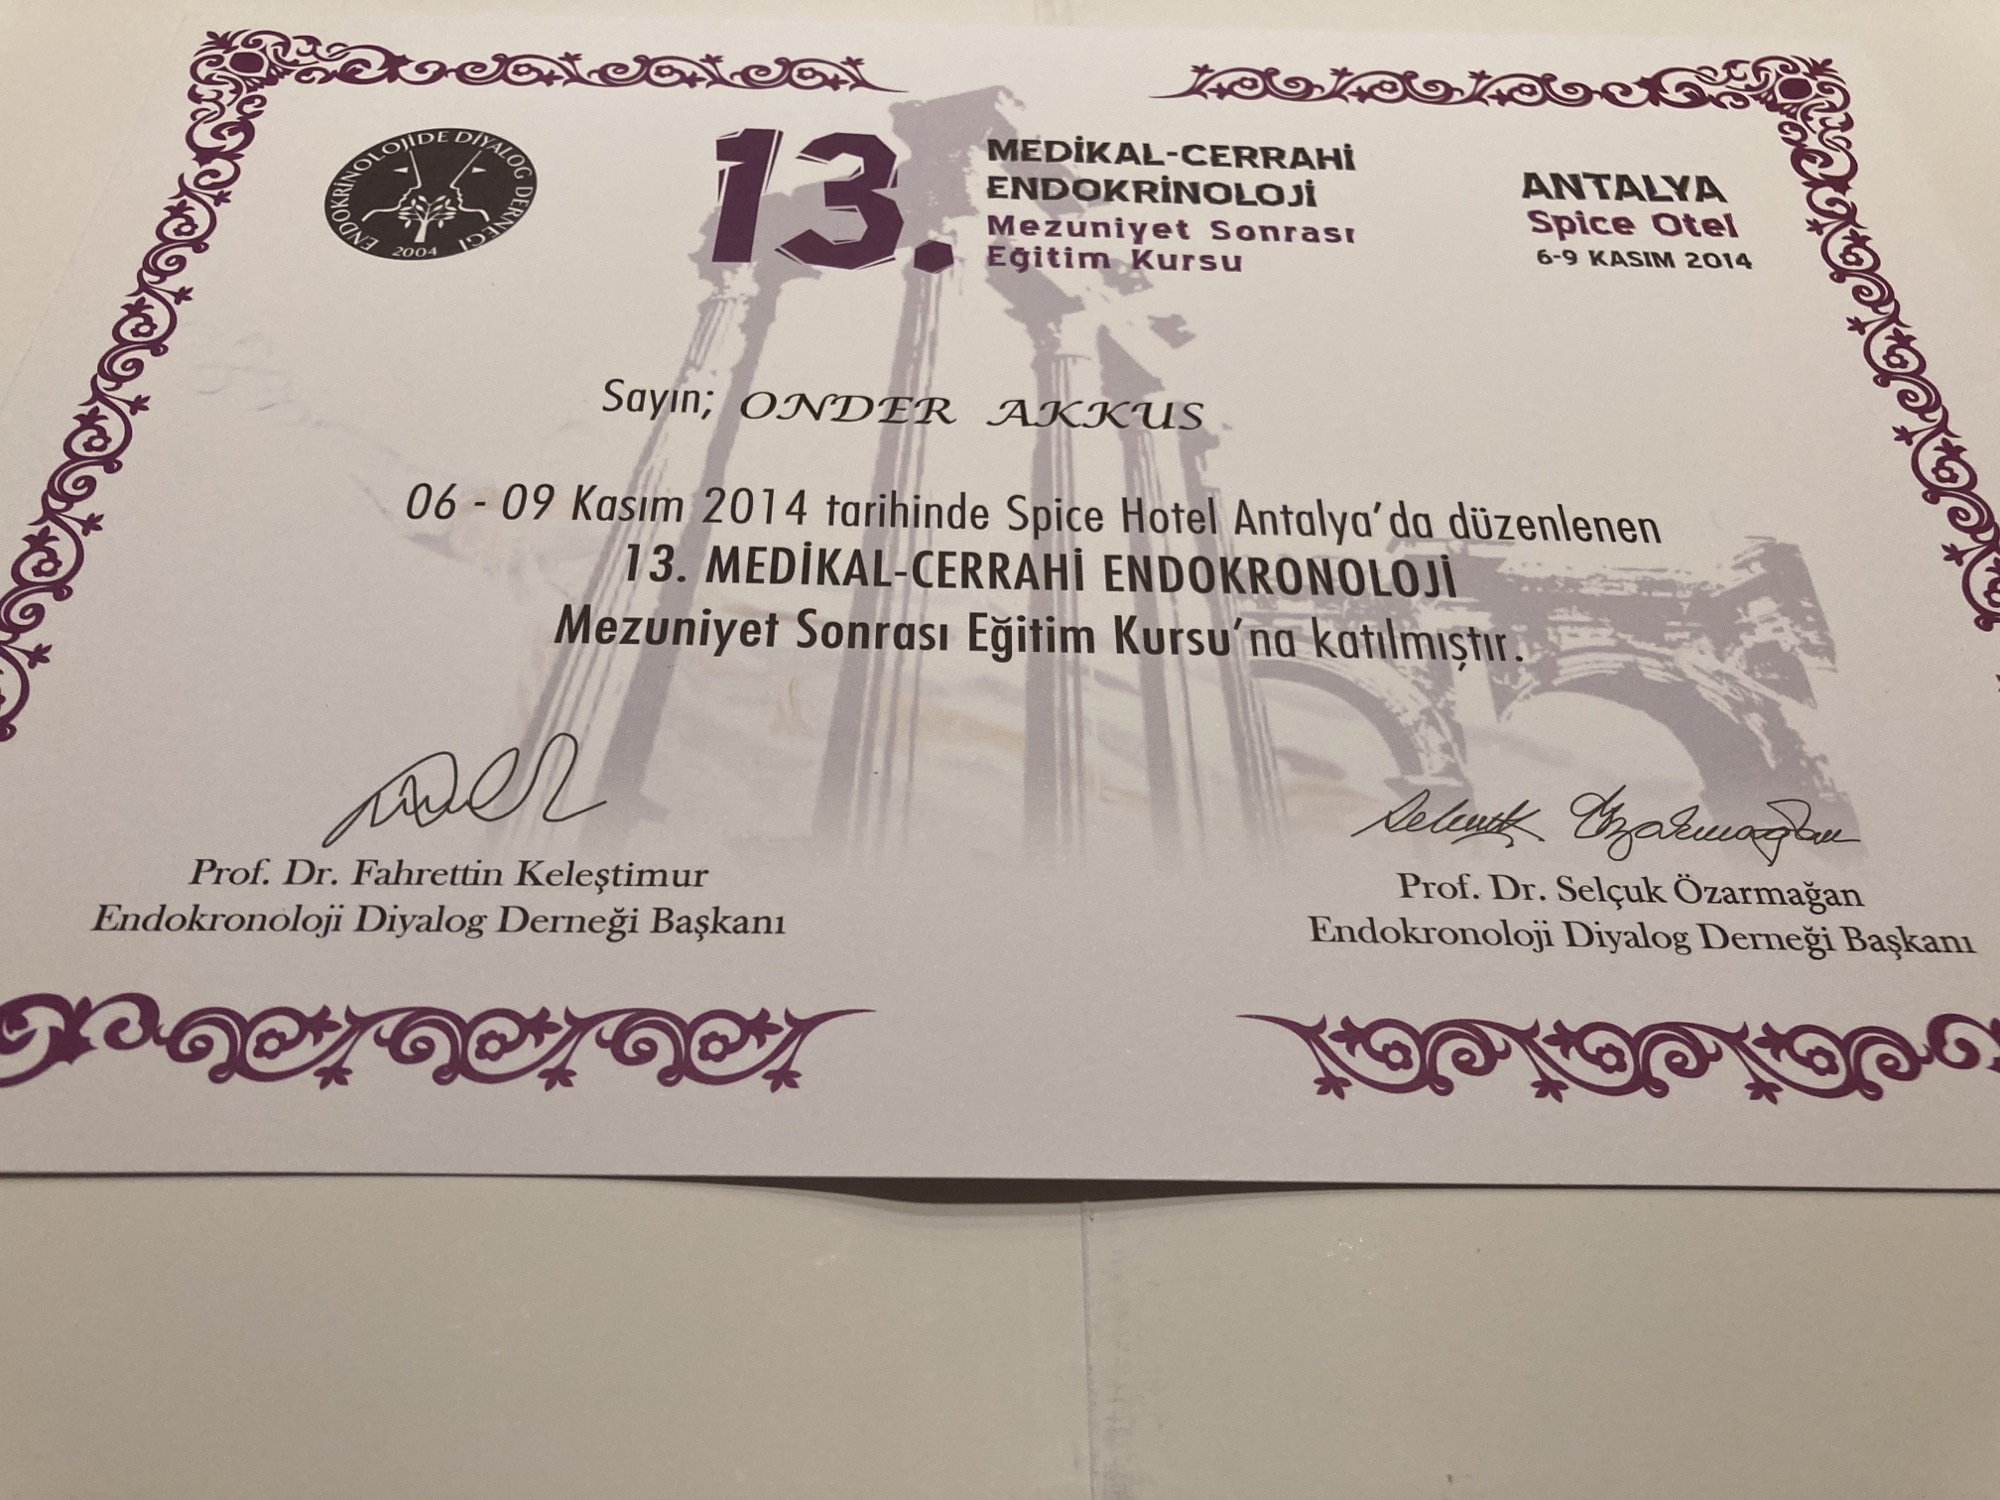 ENDOKRİNOLOJİDE DİYALOG DERNEĞİ
2004
13.
MEDİKAL-CERRAHİ
ENDOKRİNOLOJİ
Mezuniyet Sonrası
Eğitim Kursu
ANTALYA
Spice Otel
6-9 KASIM 2014
Sayın; ONDER AKKUS
06 - 09 Kasım 2014 tarihinde Spice Hotel Antalya'da düzenlenen
13. MEDİKAL-CERRAHİ ENDOKRONOLOJİ
Mezuniyet Sonrası Eğitim Kursu'na katılmıştır.
Selçuk Özarmağan
Prof. Dr. Fahrettin Keleştimur
Endokronoloji Diyalog Derneği Başkanı
Prof. Dr. Selçuk Özarmağan
Endokronoloji Diyalog Derneği Başkanı